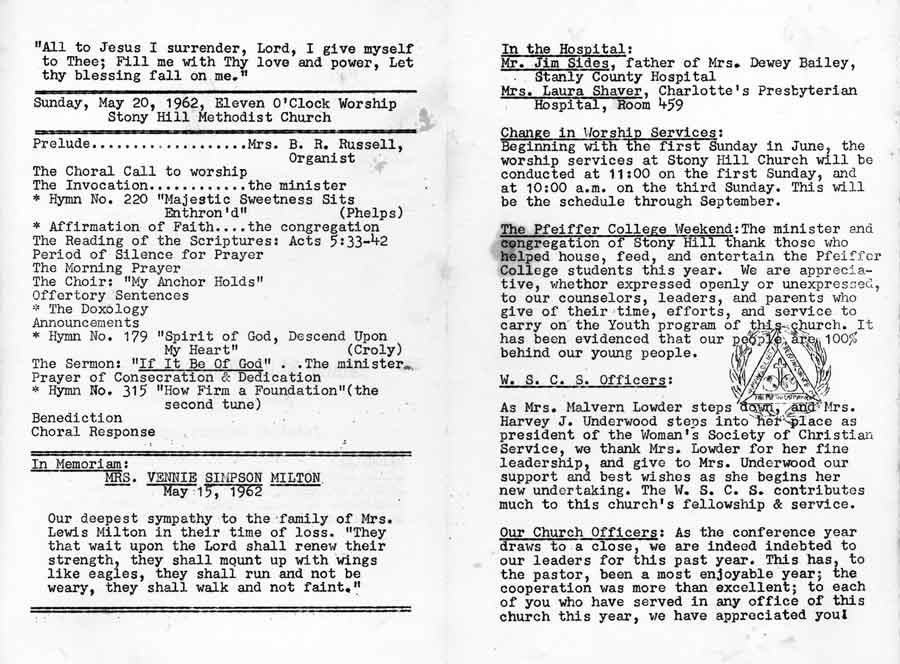 "All to Jesus I surrender, Lord, I give myself
to Thee; Fill me with Thy love and power, Let
thy blessing fall on me."
Sunday, May 20, 1962, Eleven O'Clock Worship
Stony Hill Methodist Church
Prelude...................Mrs. B. R. Russell,
Organist
The Choral Call to worship
The Invocation............the minister
* Hymn No. 220 "Majestic Sweetness Sits
Enthron'd" (Phelps)
* Affirmation of Faith....the congregation
The Reading of the Scriptures: Acts 5:33-42
Period of Silence for Prayer
The Morning Prayer
The Choir: "My Anchor Holds"
Offertory Sentences
* The Doxology
Announcements
* Hymn No. 179 "Spirit of God, Descend Upon
My Heart" (Croly)
The Sermon: "If It Be Of God" . .The minister
Prayer of Consecration & Dedication
* Hymn No. 315 "How Firm a Foundation"(the
second tune)
Benediction
Choral Response
In Memoriam:
MRS. VENNIE SIMPSON MILTON
May 15, 1962
Our deepest sympathy to the family of Mrs.
Lewis Milton in their time of loss. "They
that wait upon the Lord shall renew their
strength, they shall mount up with wings
like eagles, they shall run and not be
weary, they shall walk and not faint."
In the Hospital:
Mr. Jim Sides, father of Mrs. Dewey Bailey,
Stanly County Hospital
Mrs. Laura Shaver, Charlotte's Presbyterian
Hospital, Room 459
Change in Worship Services:
Beginning with the first Sunday in June, the
worship services at Stony Hill Church will be
conducted at 11:00 on the first Sunday, and
at 10:00 a.m. on the third Sunday. This will
be the schedule through September.
The Pfeiffer College Weekend:The minister and
congregation of Stony Hill thank those who
helped house, feed, and entertain the Pfeiffer
College students this year. We are apprecia-
tive, whether expressed openly or unexpressed,
to our counselors, leaders, and parents who
give of their time, efforts, and service to
carry on the Youth program of this church. It
has been evidenced that our people are 100%
behind our young people.
W. S. C. S. Officers:
As Mrs. Malvern Lowder steps down, and Mrs.
Harvey J. Underwood steps into her place as
president of the Woman's Society of Christian
Service, we thank Mrs. Lowder for her fine
leadership, and give to Mrs. Underwood our
support and best wishes as she begins her
new undertaking. The W. S. C. S. contributes
much to this church's fellowship & service.
Our Church Officers: As the conference year
draws to a close, we are indeed indebted to
our leaders for this past year. This has, to
the pastor, been a most enjoyable year; the
cooperation was more than excellent; to each
of you who have served in any office of this
church this year, we have appreciated you!